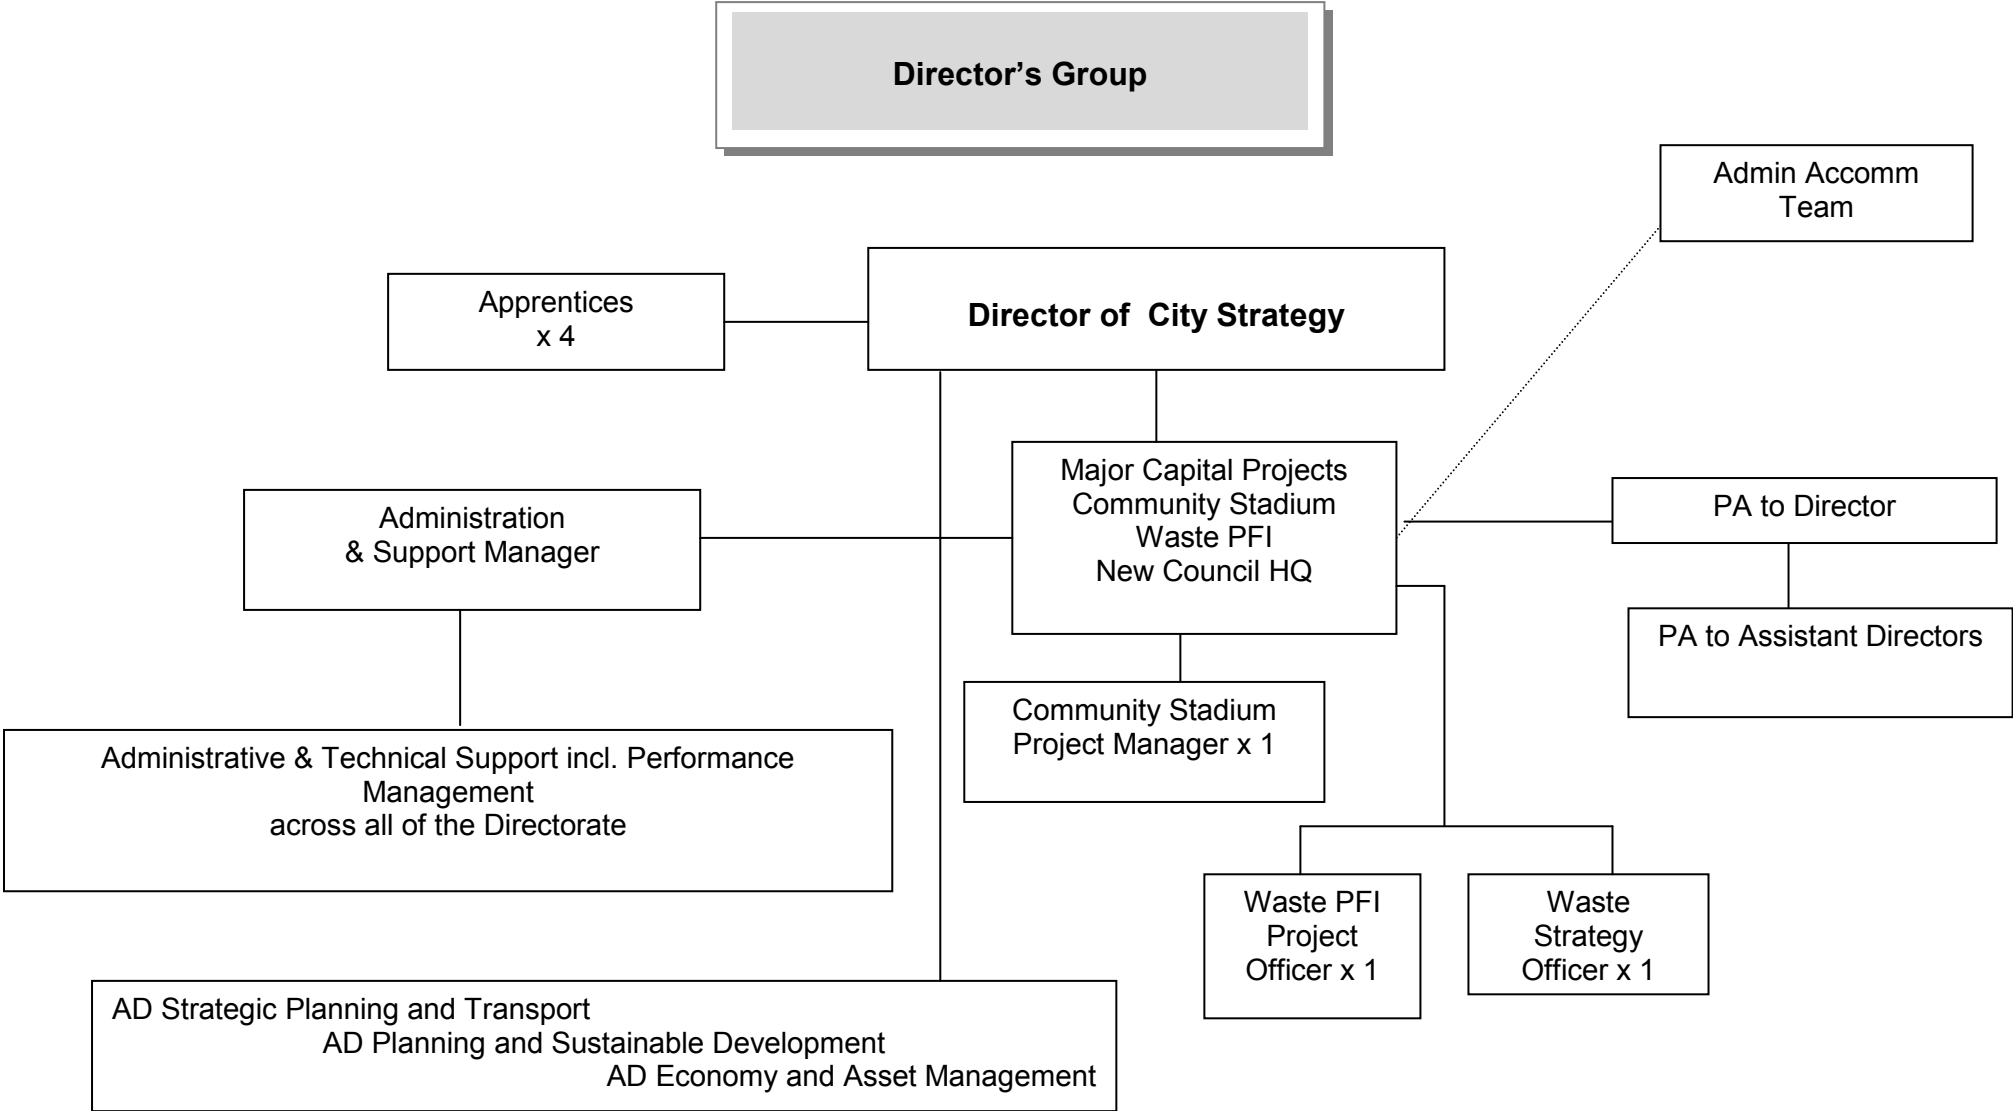 Director’s Group
Admin Accomm
Team
Apprentices
x 4
Director of  City Strategy
Major Capital Projects
Community Stadium
Waste PFI
New Council HQ
Administration
& Support Manager
PA to Director
PA to Assistant Directors
Community Stadium
Project Manager x 1
Administrative & Technical Support incl. Performance
Management
across all of the Directorate
Waste PFI
Project
Officer x 1
Waste
Strategy
Officer x 1
AD Strategic Planning and Transport
AD Planning and Sustainable Development
AD Economy and Asset Management